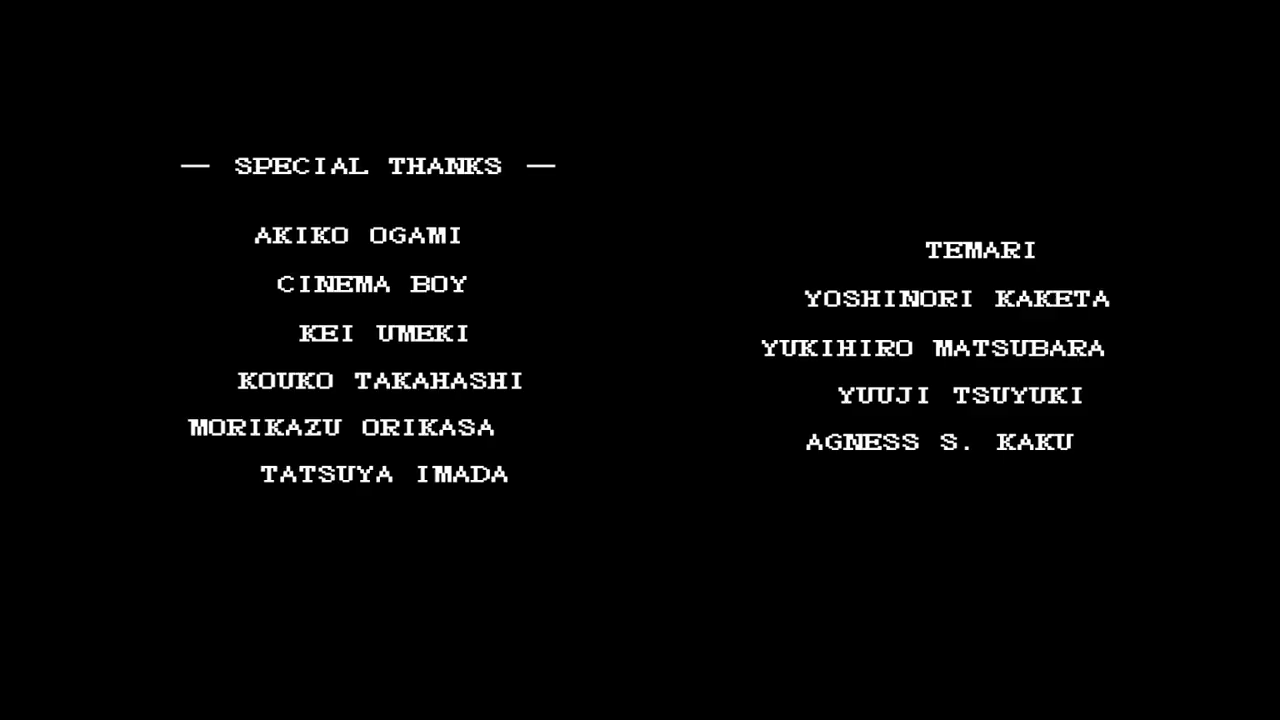 — SPECIAL THANKS —
AKIKO OGAMI
CINEMA BOY
KEI UMEKI
KOUKO TAKAHASHI
MORIKAZU ORIKASA
TATSUYA IMADA
TEMARI
YOSHINORI KAKETA
YUKIHIRO MATSUBARA
YUUJI TSUYUKI
AGNESS S. KAKU